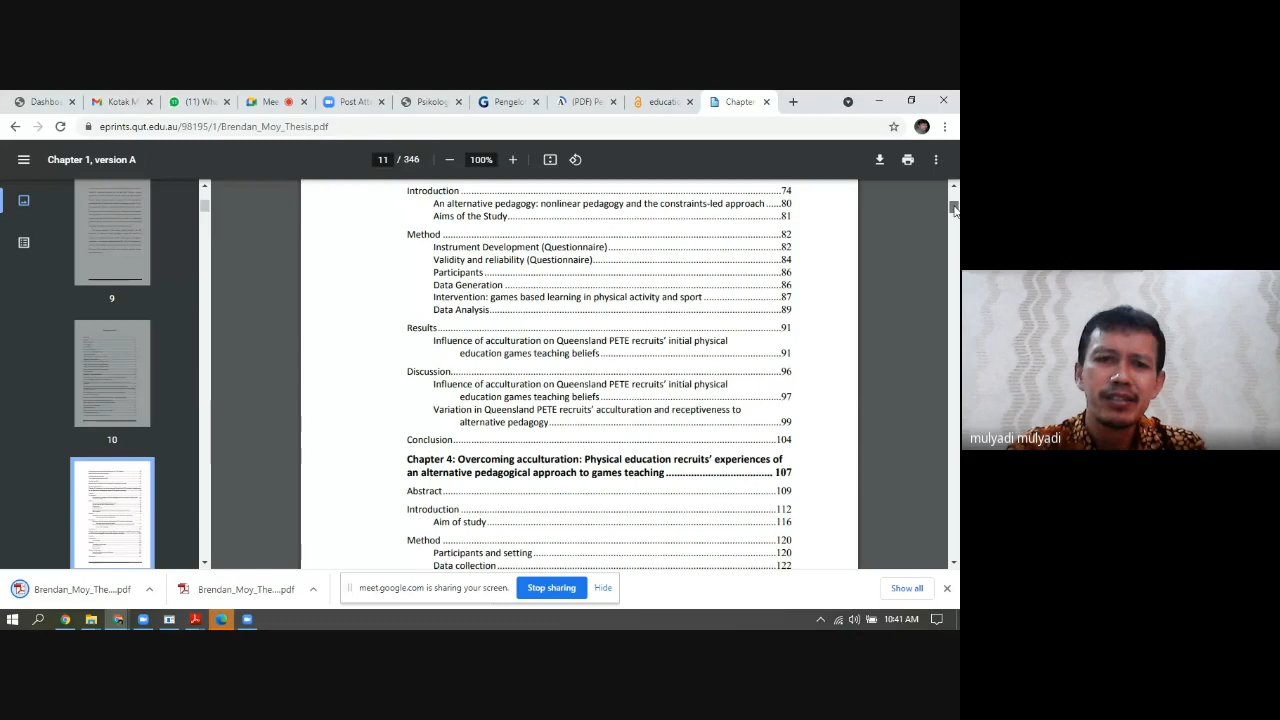 Dashbo
Kotak M
(11) Wh
Mee
Post Att
Psikolog
Pengelo
(PDF) Pe
educatio
Chapter
eprints.qut.edu.au/98195/1/Brendan_Moy_Thesis.pdf
Chapter 1, version A
11 / 346
100%
Introduction ..........74
An alternative pedagogy: nonlinear pedagogy and the constraints-led approach ......80
Aims of the Study..........81
Method ..........82
Instrument Development (Questionnaire)..........82
Validity and reliability (Questionnaire)..........84
Participants..........86
Data Generation ..........86
Intervention: games based learning in physical activity and sport ..........87
Data Analysis..........89
Results..........91
Influence of acculturation on Queensland PETE recruits' initial physical
education games teaching beliefs..........91
Discussion..........96
Influence of acculturation on Queensland PETE recruits' initial physical
education games teaching beliefs..........97
Variation in Queensland PETE recruits' acculturation and receptiveness to
alternative pedagogy..........99
Conclusion..........104
Chapter 4: Overcoming acculturation: Physical education recruits' experiences of
an alternative pedagogical approach to games teaching.......... 107
Abstract..........109
Introduction ..........112
Aim of study..........116
Method ..........120
Participants and setting ..........120
Data collection..........122
9
10
mulyadi mulyadi
Brendan_Moy_The....pdf
Brendan_Moy_The....pdf
meet.google.com is sharing your screen.
Stop sharing
Hide
Show all
10:41 AM